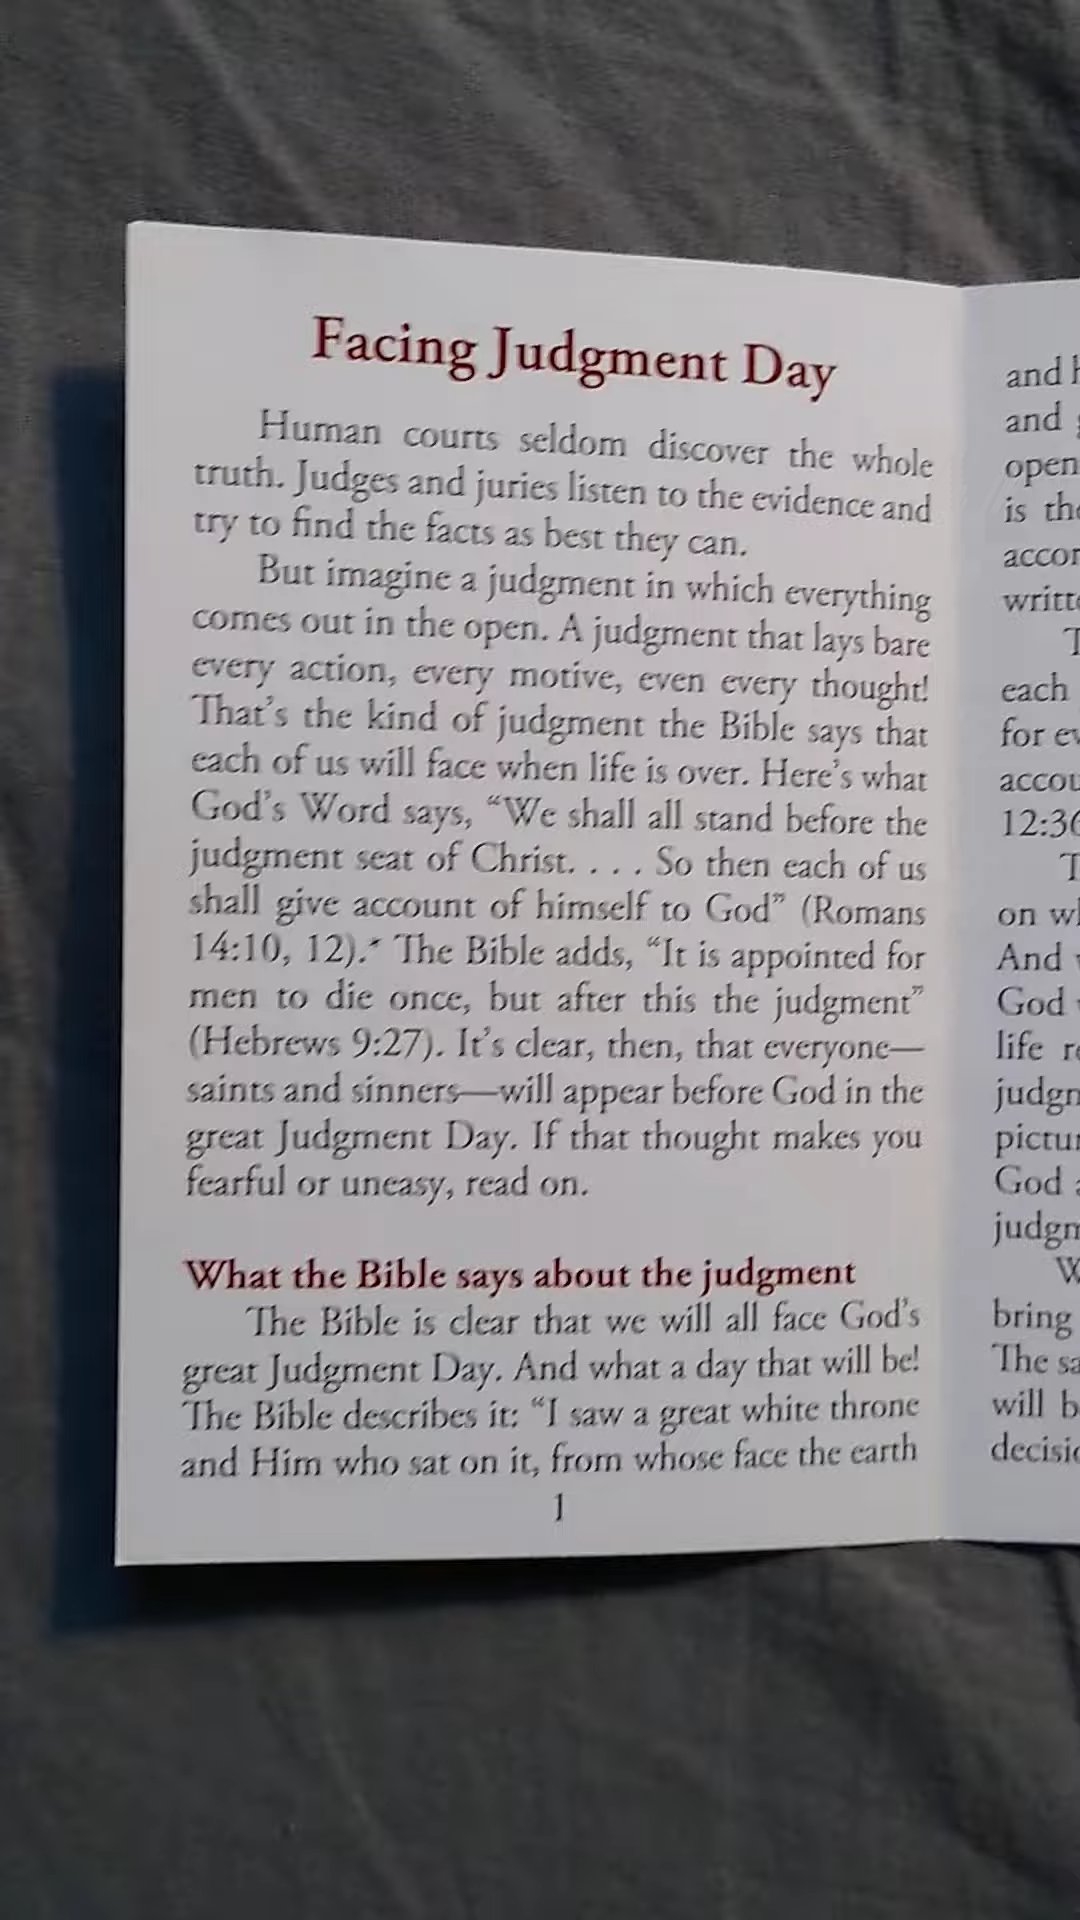 Facing Judgment Day
Human courts seldom discover the whole
truth. Judges and juries listen to the evidence and
try to find the facts as best they can.
But imagine a judgment in which everything
comes out in the open. A judgment that lays bare
every action, every motive, even every thought!
That's the kind of judgment the Bible says that
each of us will face when life is over. Here's what
God's Word says, “We shall all stand before the
judgment seat of Christ. . . . So then each of us
shall give account of himself to God” (Romans
14:10, 12).* The Bible adds, “It is appointed for
men to die once, but after this the judgment”
(Hebrews 9:27). It's clear, then, that everyone—
saints and sinners—will appear before God in the
great Judgment Day. If that thought makes you
fearful or uneasy, read on.
What the Bible says about the judgment
The Bible is clear that we will all face God's
great Judgment Day. And what a day that will be!
The Bible describes it: “I saw a great white throne
and Him who sat on it, from whose face the earth
1
and
and
open
is
each
for
12:36
on
And
God
life
God
bring
The
will